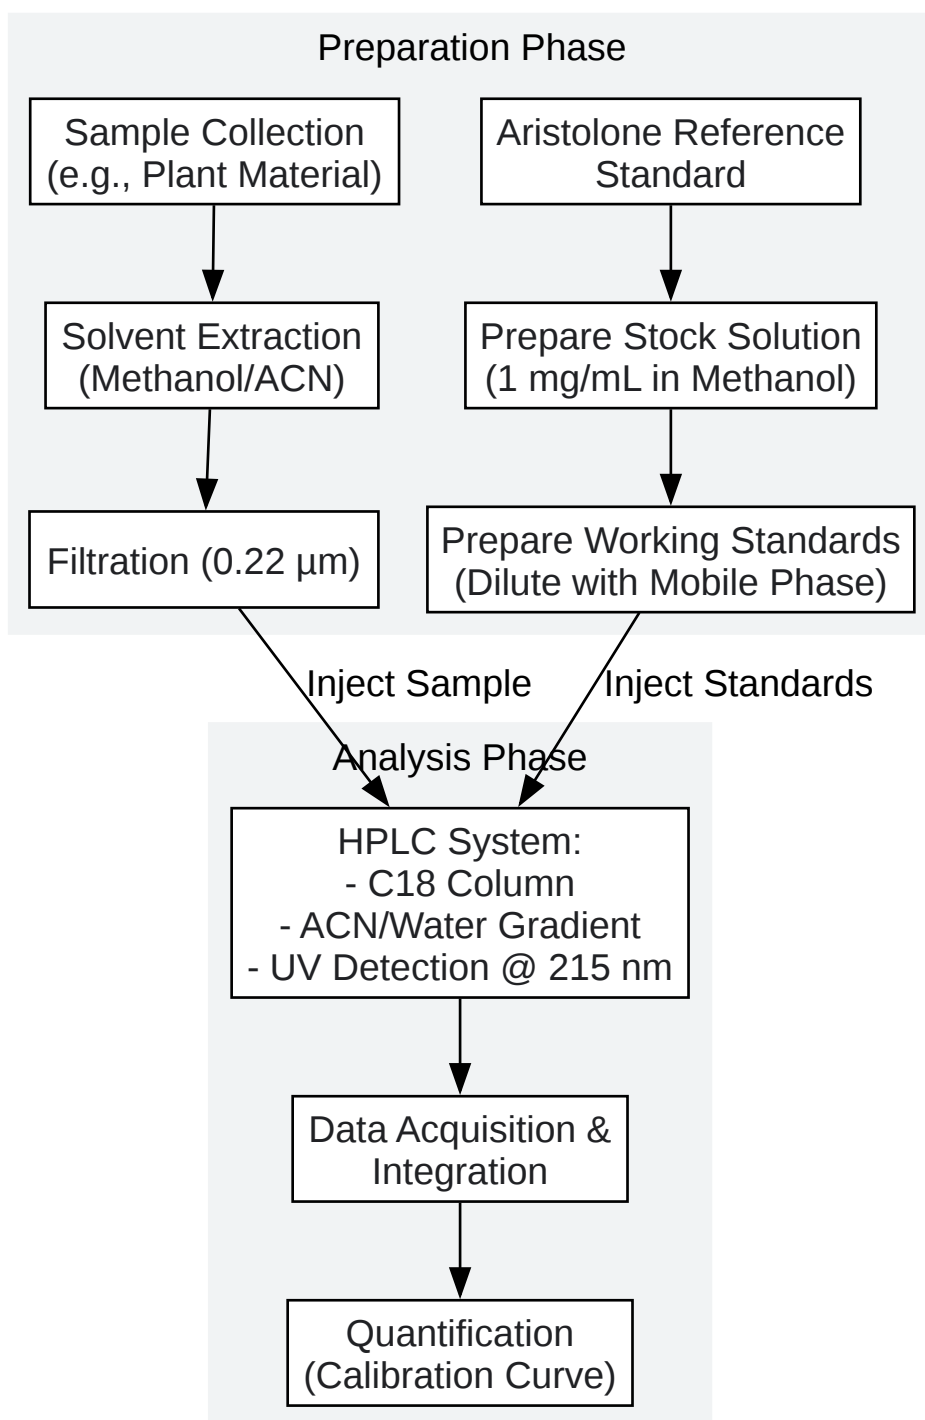 Preparation Phase
Sample Collection
(e.g., Plant Material)
Aristolone Reference
Standard
Solvent Extraction
(Methanol/ACN)
Prepare Stock Solution
(1 mg/mL in Methanol)
Filtration (0.22 µm)
Prepare Working Standards
(Dilute with Mobile Phase)
Inject Sample
Inject Standards
Analysis Phase
HPLC System:
- C18 Column
- ACN/Water Gradient
- UV Detection @ 215 nm
Data Acquisition &
Integration
Quantification
(Calibration Curve)